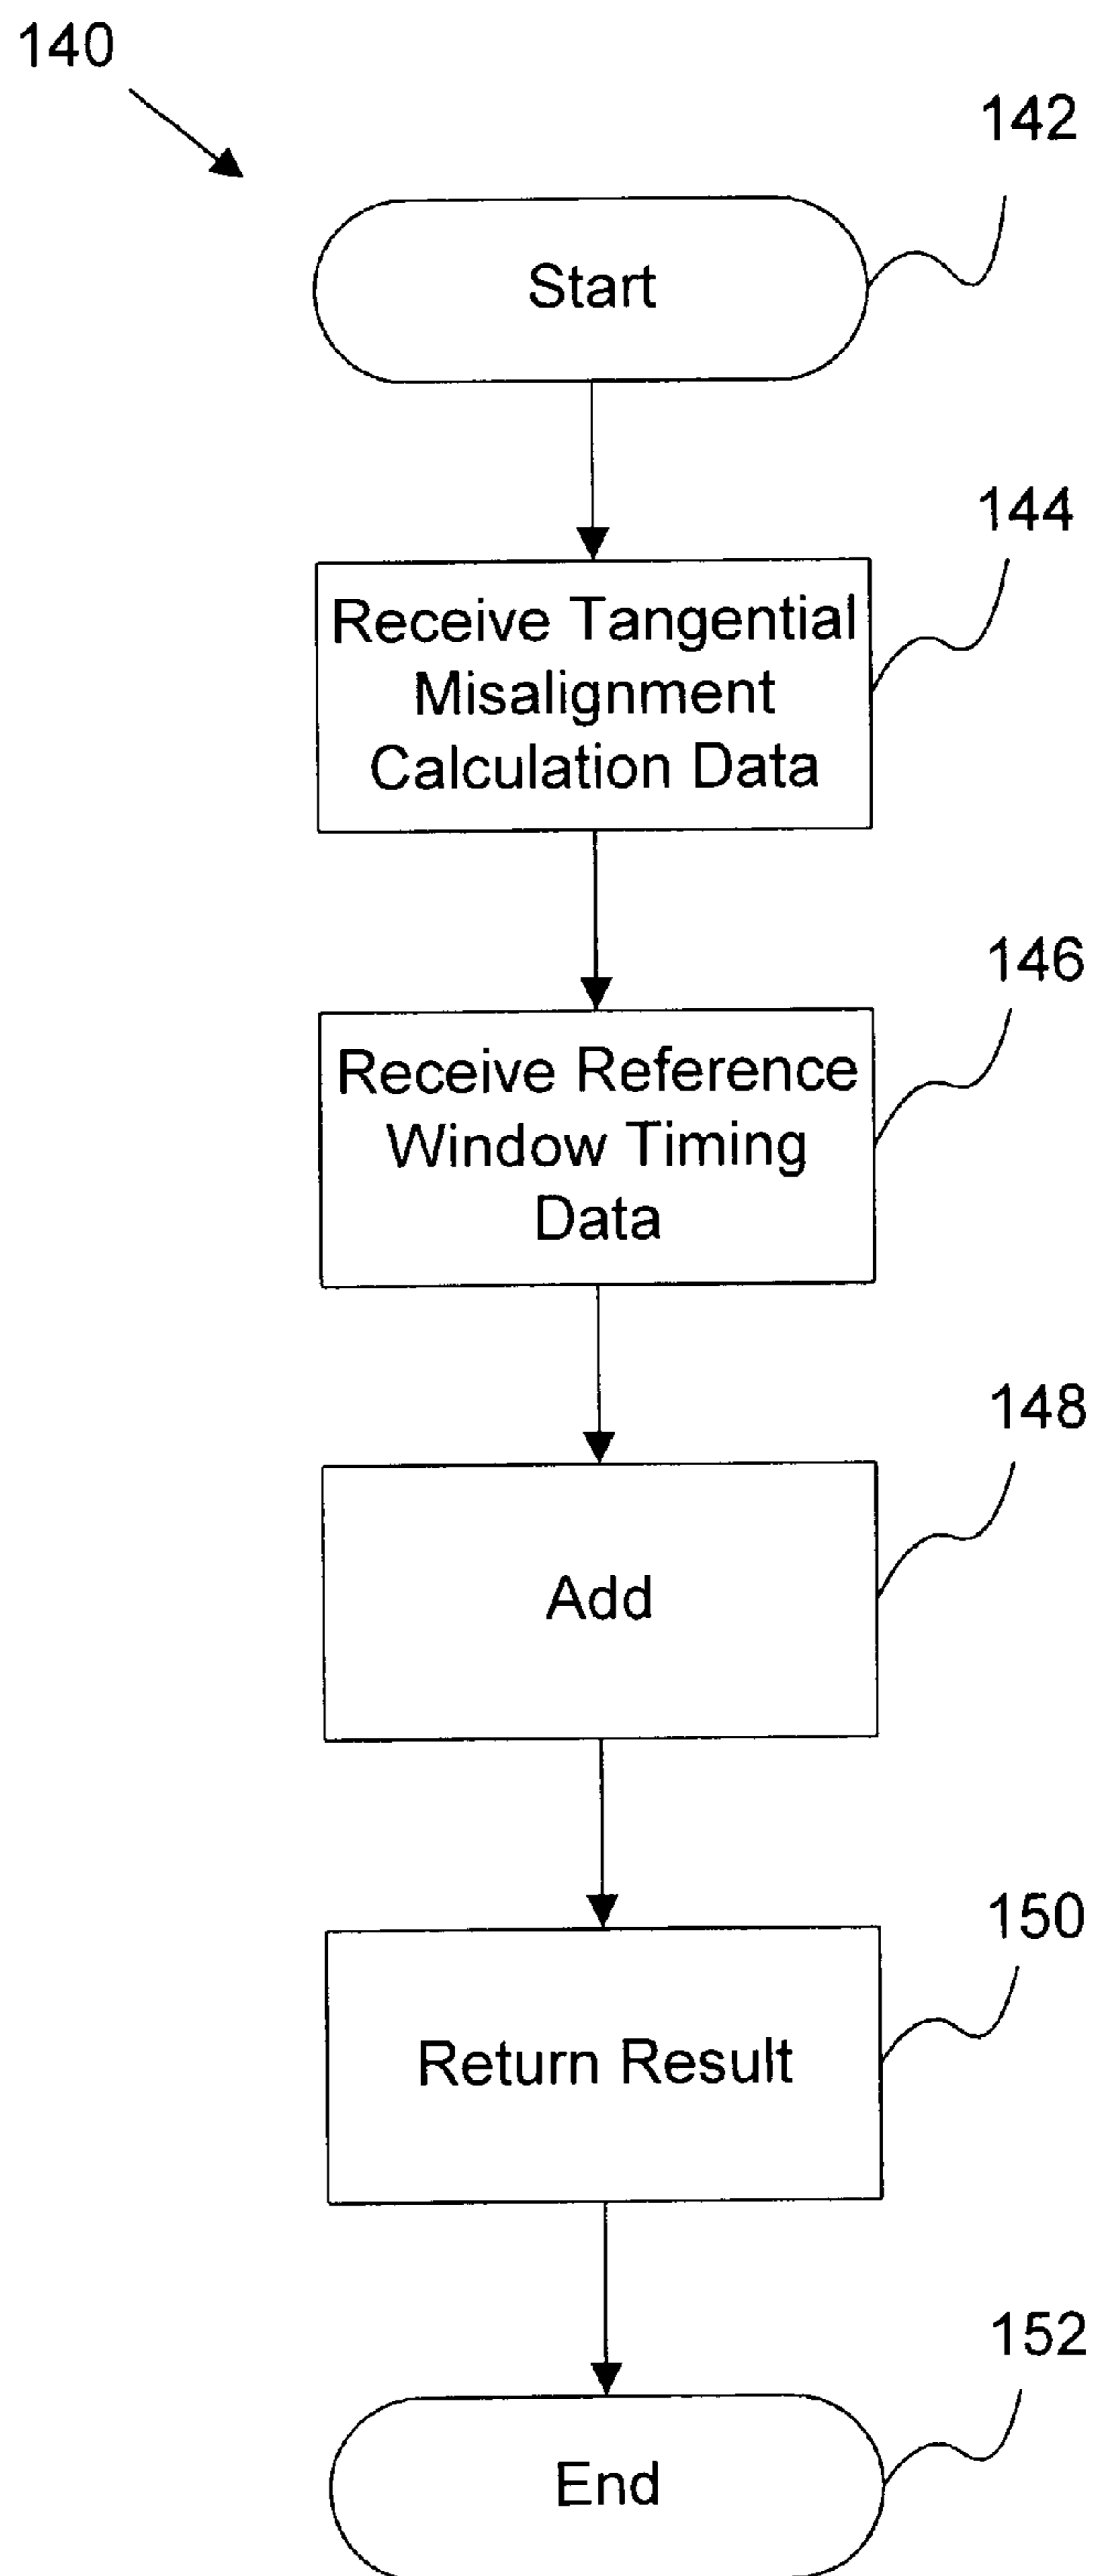 140
142
Start
144
Receive Tangential
Misalignment
Calculation Data
146
Receive Reference
Window Timing
Data
148
Add
150
Return Result
152
End